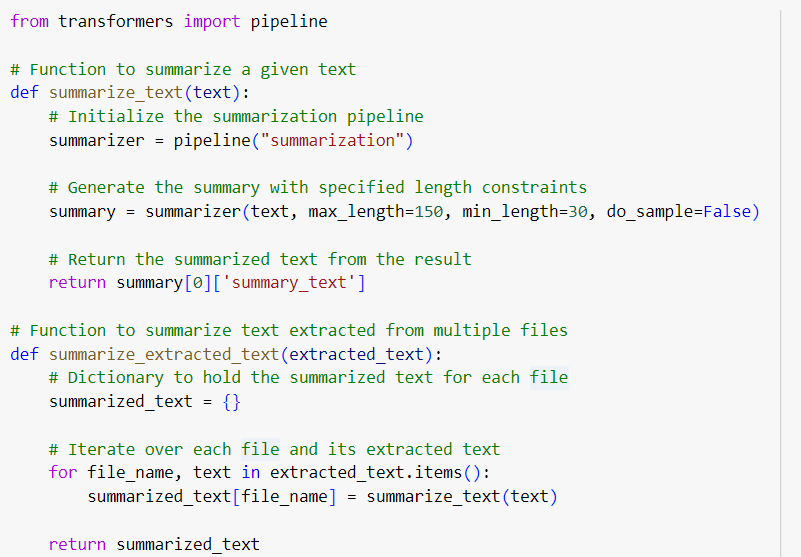 from transformers import pipeline
# Function to summarize a given text
def summarize_text(text):
# Initialize the summarization pipeline
summarizer = pipeline("summarization")
# Generate the summary with specified length constraints
summary = summarizer(text, max_length=150, min_length=30, do_sample=False)
# Return the summarized text from the result
return summary[0]['summary_text']
# Function to summarize text extracted from multiple files
def summarize_extracted_text(extracted_text):
# Dictionary to hold the summarized text for each file
summarized_text = {}
# Iterate over each file and its extracted text
for file_name, text in extracted_text.items():
summarized_text[file_name] = summarize_text(text)
return summarized_text